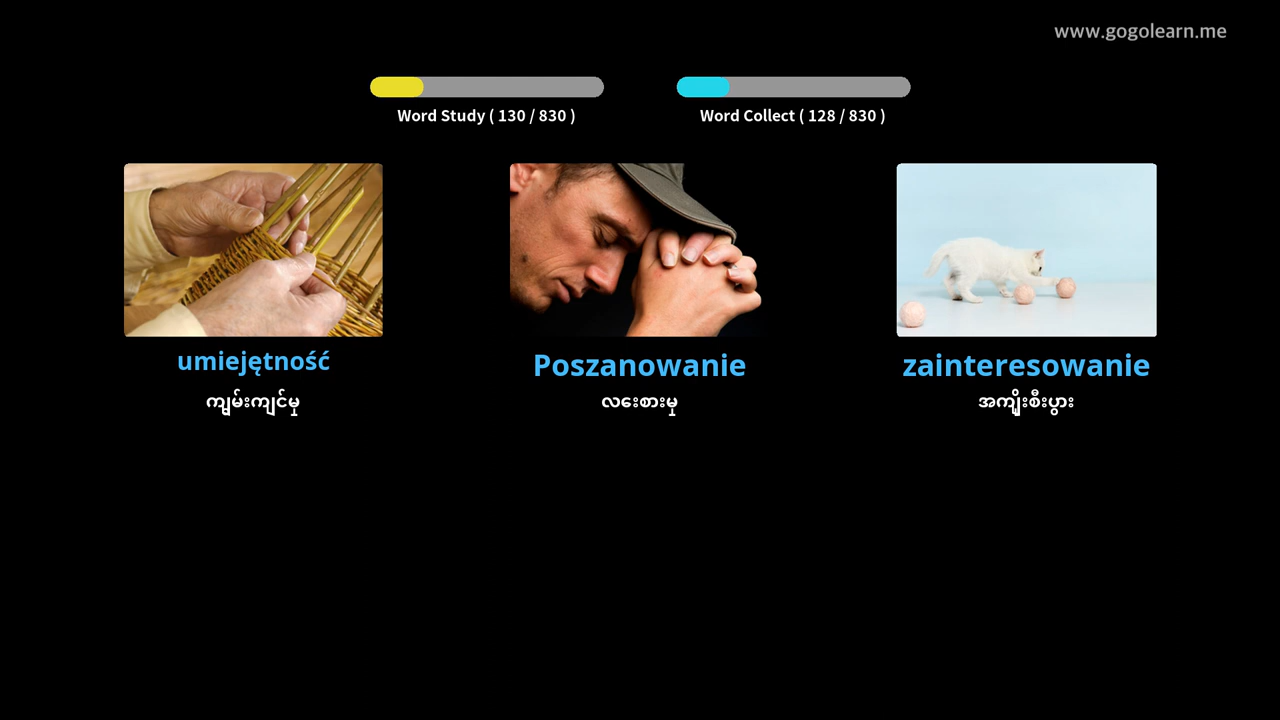 www.gogolearn.me
Word Study ( 130 / 830 )
Word Collect ( 128 / 830 )
umiejętność
Poszanowanie
zainteresowanie
ကျွမ်းကျင်မှု
လေးစားမှု
အကျိုးစီးပွား